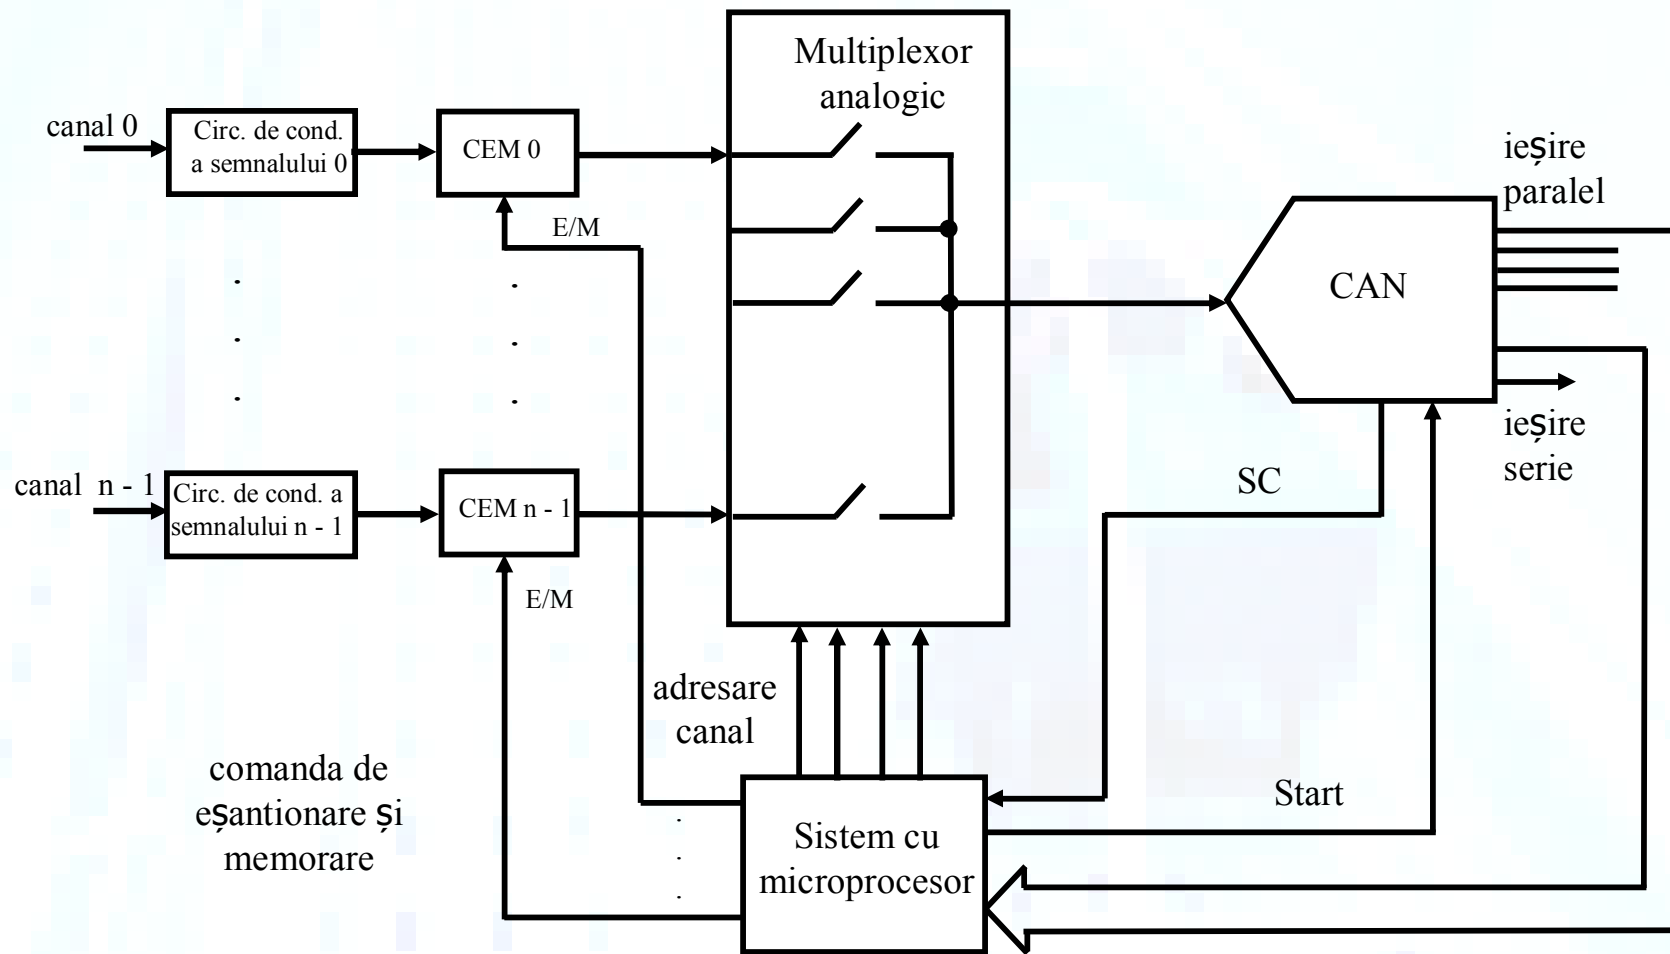 Multiplexor
analogic
canal 0
Circ. de cond.
a semnalului 0
CEM 0
E/M
ieșire
paralel
CAN
ieșire
serie
SC
canal n - 1
Circ. de cond. a
semnalului n - 1
CEM n - 1
E/M
adresare
canal
comanda de
eșantionare și
memorare
Start
Sistem cu
microprocesor